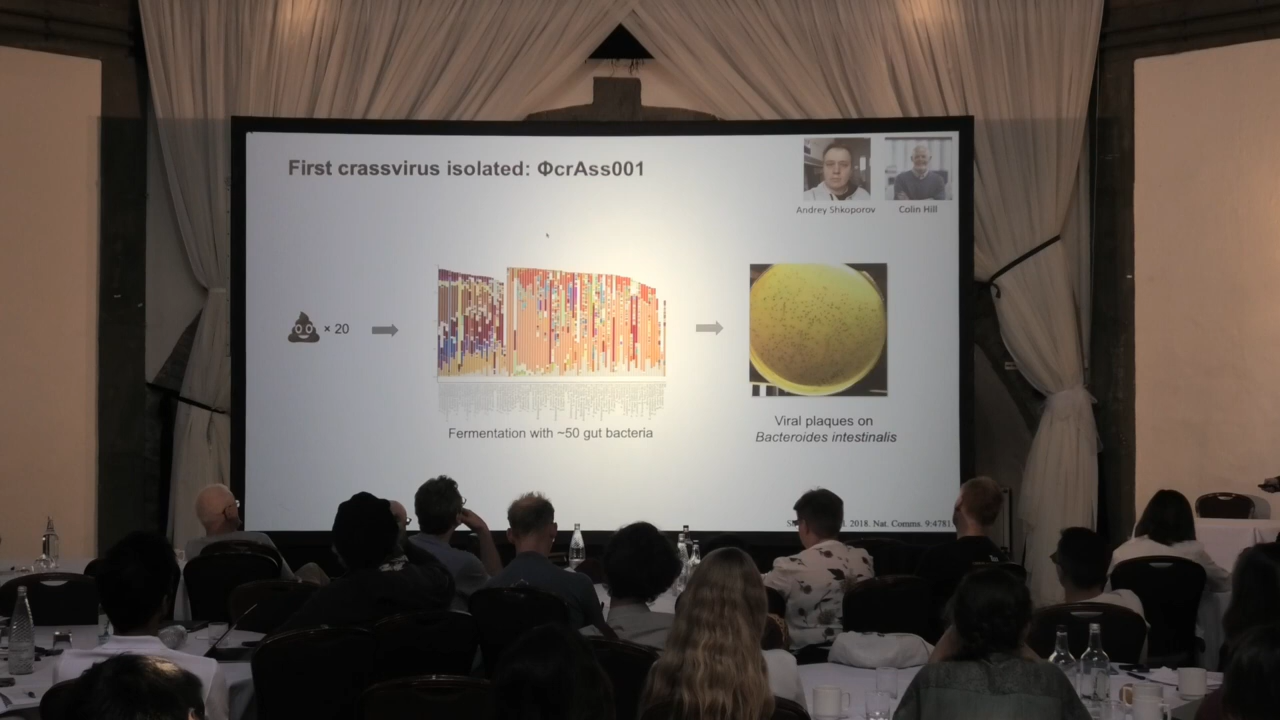 First crassvirus isolated: ΦcrAss001
Andrey Shkoporov
Colin Hill
× 20
Fermentation with ~50 gut bacteria
Viral plaques on
Bacteroides intestinalis
2018. Nat. Comms. 9:4781